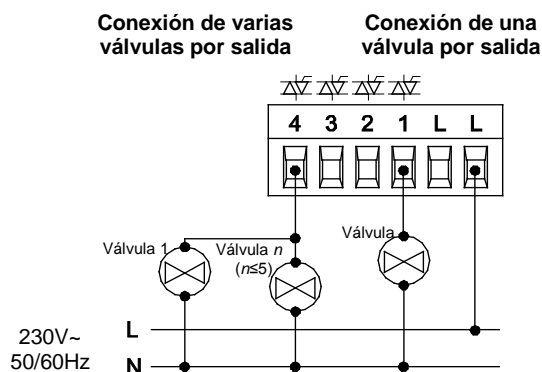 Conexión de varias
válvulas por salida
Conexión de una
válvula por salida
4 3 2 1 L L
Válvula 1
Válvula n
(n≤5)
Válvula
230V~
50/60Hz
L
N